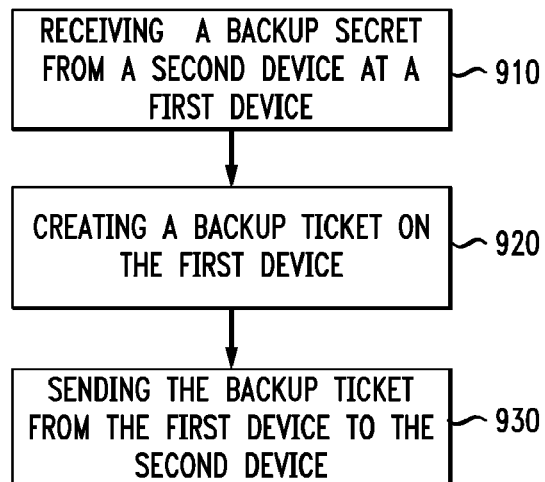 RECEIVING A BACKUP SECRET
FROM A SECOND DEVICE AT A
FIRST DEVICE
910
CREATING A BACKUP TICKET ON
THE FIRST DEVICE
920
SENDING THE BACKUP TICKET
FROM THE FIRST DEVICE TO THE
SECOND DEVICE
930